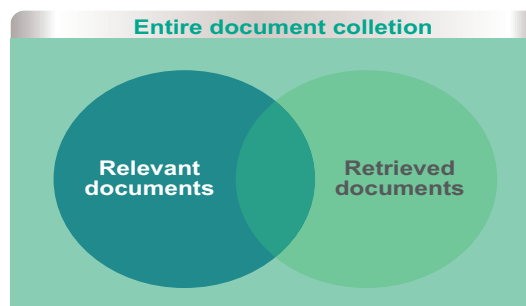 Entire document colletion
Relevant
documents
Retrieved
documents